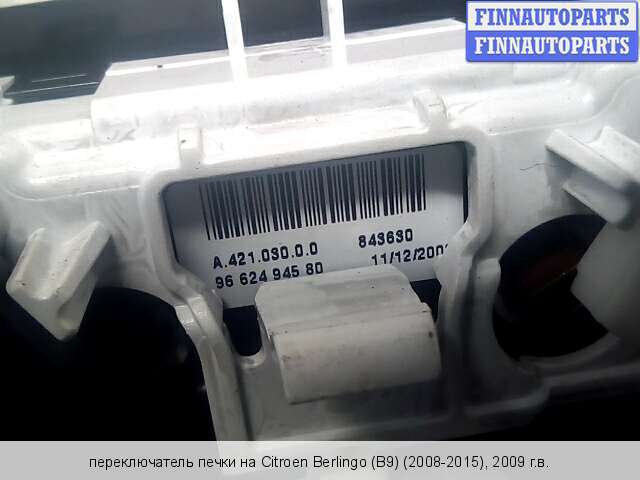 FINNAUTOPARTS
FINNAUTOPARTS
A.421.030.0.0 843630
96 624 945 80
переключатель печки на Citroen Berlingo (B9) (2008-2015), 2009 г.в.